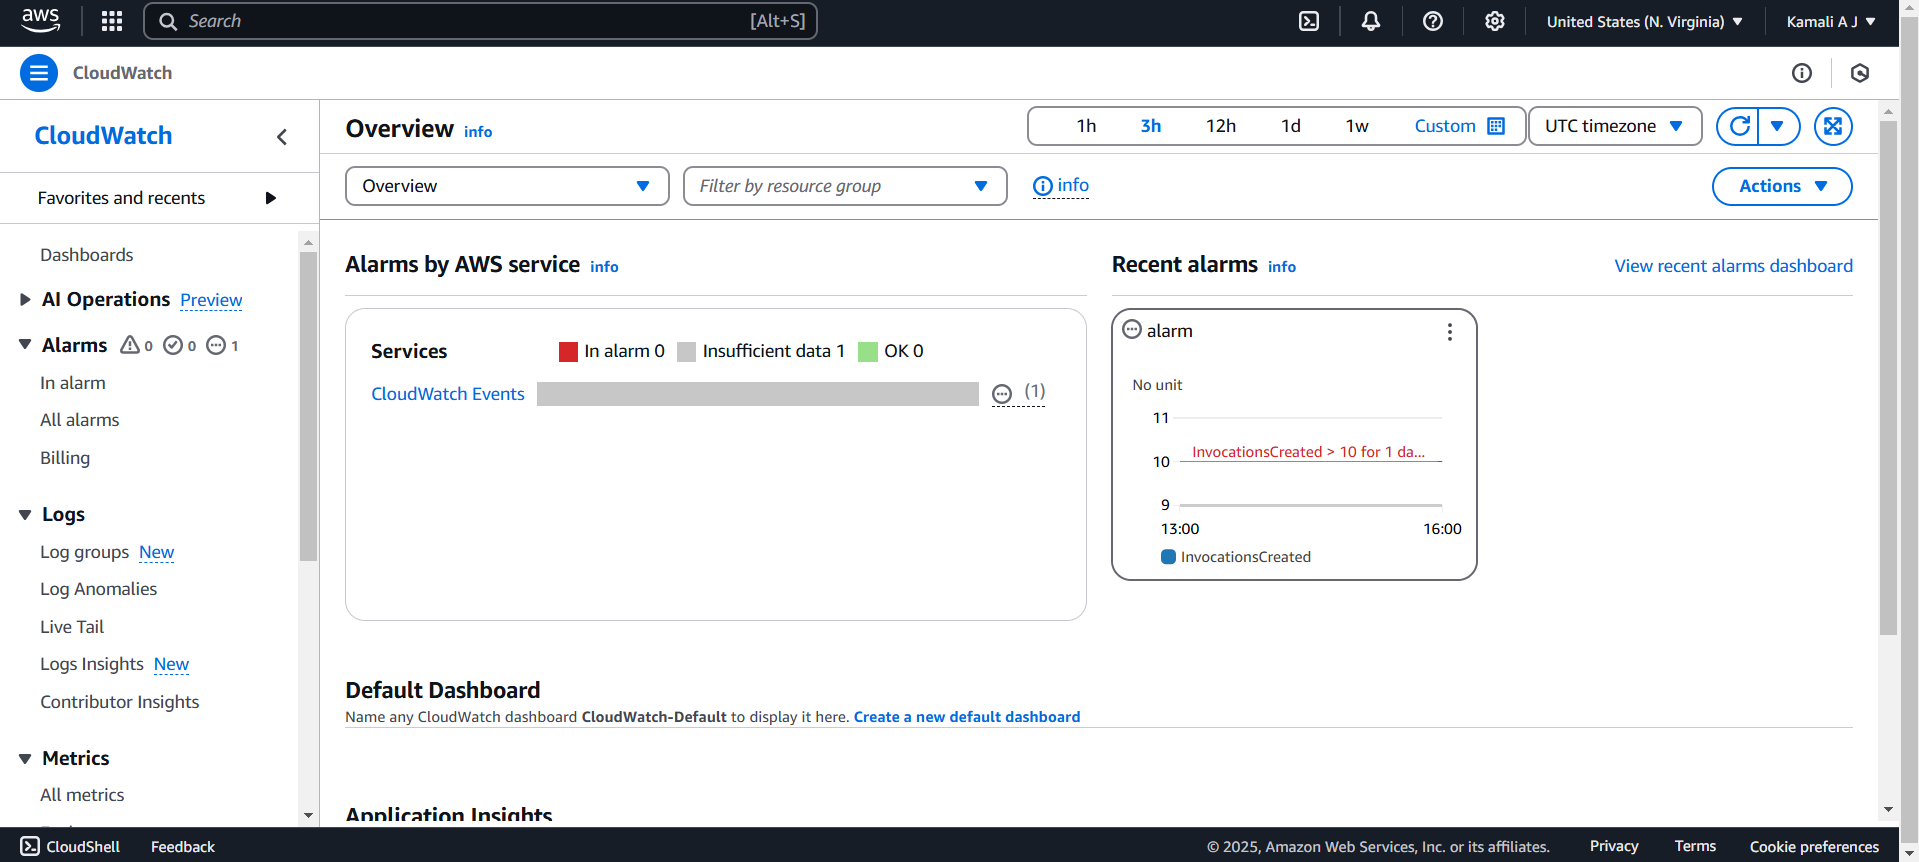 aws
Search [Alt+S]
United States (N. Virginia)
Kamali A J
CloudWatch
CloudWatch
Favorites and recents
Dashboards
AI Operations Preview
Alarms 0 0 1
In alarm
All alarms
Billing
Logs
Log groups New
Log Anomalies
Live Tail
Logs Insights New
Contributor Insights
Metrics
All metrics
Overview info
1h 3h 12h 1d 1w Custom
UTC timezone
Overview
Filter by resource group
info
Actions
Alarms by AWS service info
Services
In alarm 0 Insufficient data 1 OK 0
CloudWatch Events (1)
Recent alarms info
View recent alarms dashboard
alarm
No unit
11
InvocationsCreated > 10 for 1 da...
10
9
13:00 16:00
InvocationsCreated
Default Dashboard
Name any CloudWatch dashboard CloudWatch-Default to display it here. Create a new default dashboard
Application Insights
CloudShell
Feedback
© 2025, Amazon Web Services, Inc. or its affiliates.
Privacy
Terms
Cookie preferences